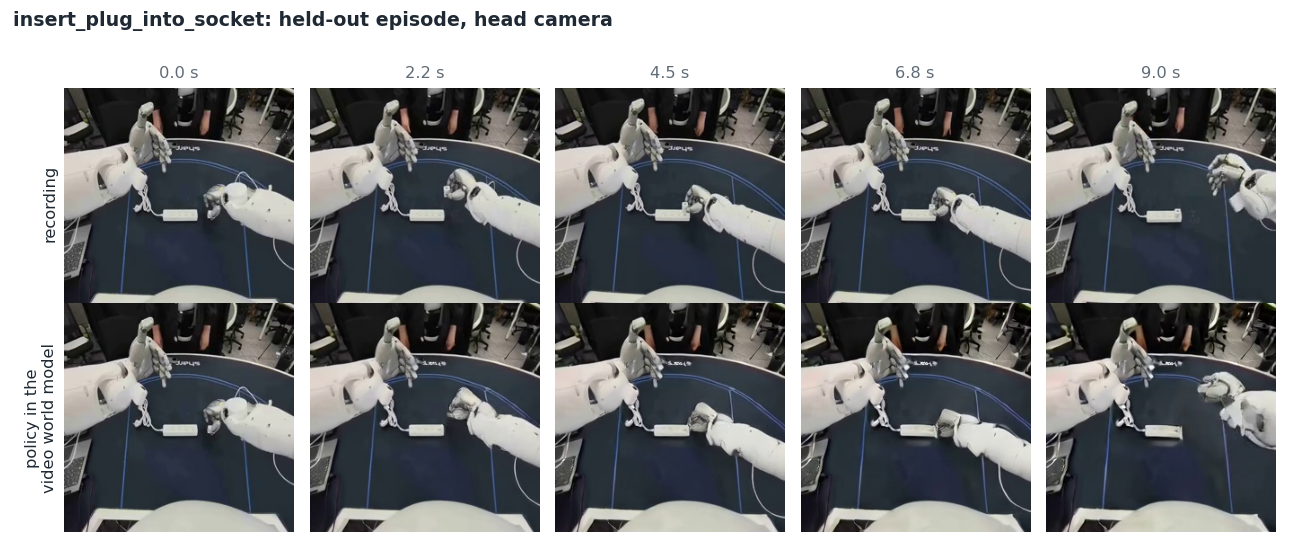 insert_plug_into_socket: held-out episode, head camera
0.0 s
2.2 s
4.5 s
6.8 s
9.0 s
recording
policy in the
video world model